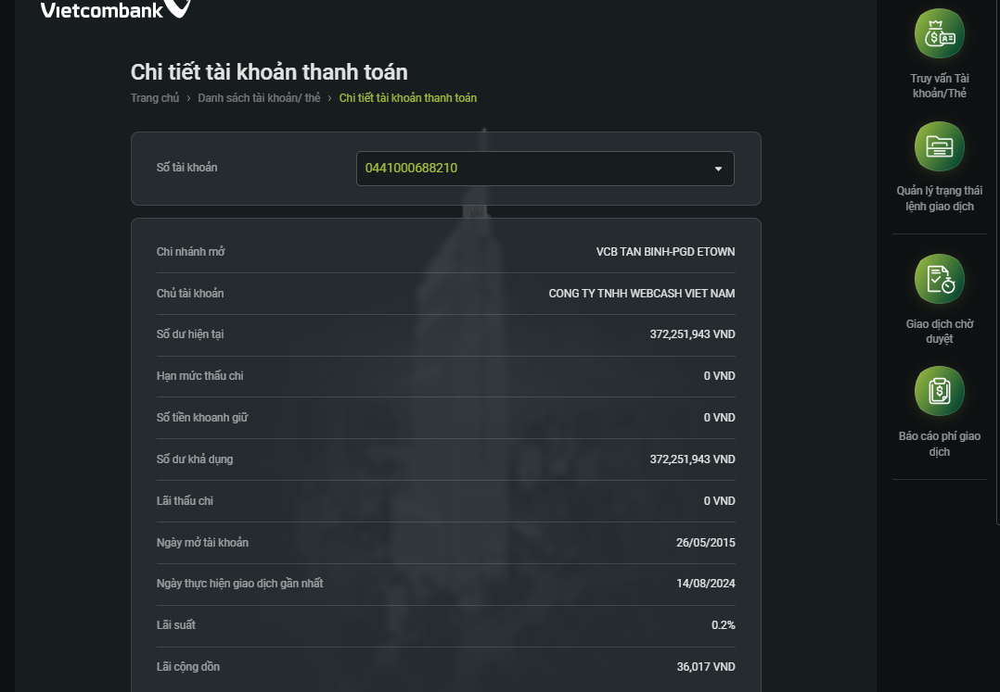 Vietcombank
Chi tiết tài khoản thanh toán
Trang chủ › Danh sách tài khoản/ thẻ › Chi tiết tài khoản thanh toán
Số tài khoản
0441000688210
Chi nhánh mở
VCB TAN BINH-PGD ETOWN
Chủ tài khoản
CONG TY TNHH WEBCASH VIET NAM
Số dư hiện tại
372,251,943 VND
Hạn mức thấu chi
0 VND
Số tiền khoanh giữ
0 VND
Số dư khả dụng
372,251,943 VND
Lãi thấu chi
0 VND
Ngày mở tài khoản
26/05/2015
Ngày thực hiện giao dịch gần nhất
14/08/2024
Lãi suất
0.2%
Lãi cộng dồn
36,017 VND
Truy vấn Tài
khoản/Thẻ
Quản lý trạng thái
lệnh giao dịch
Giao dịch chờ
duyệt
Báo cáo phí giao
dịch